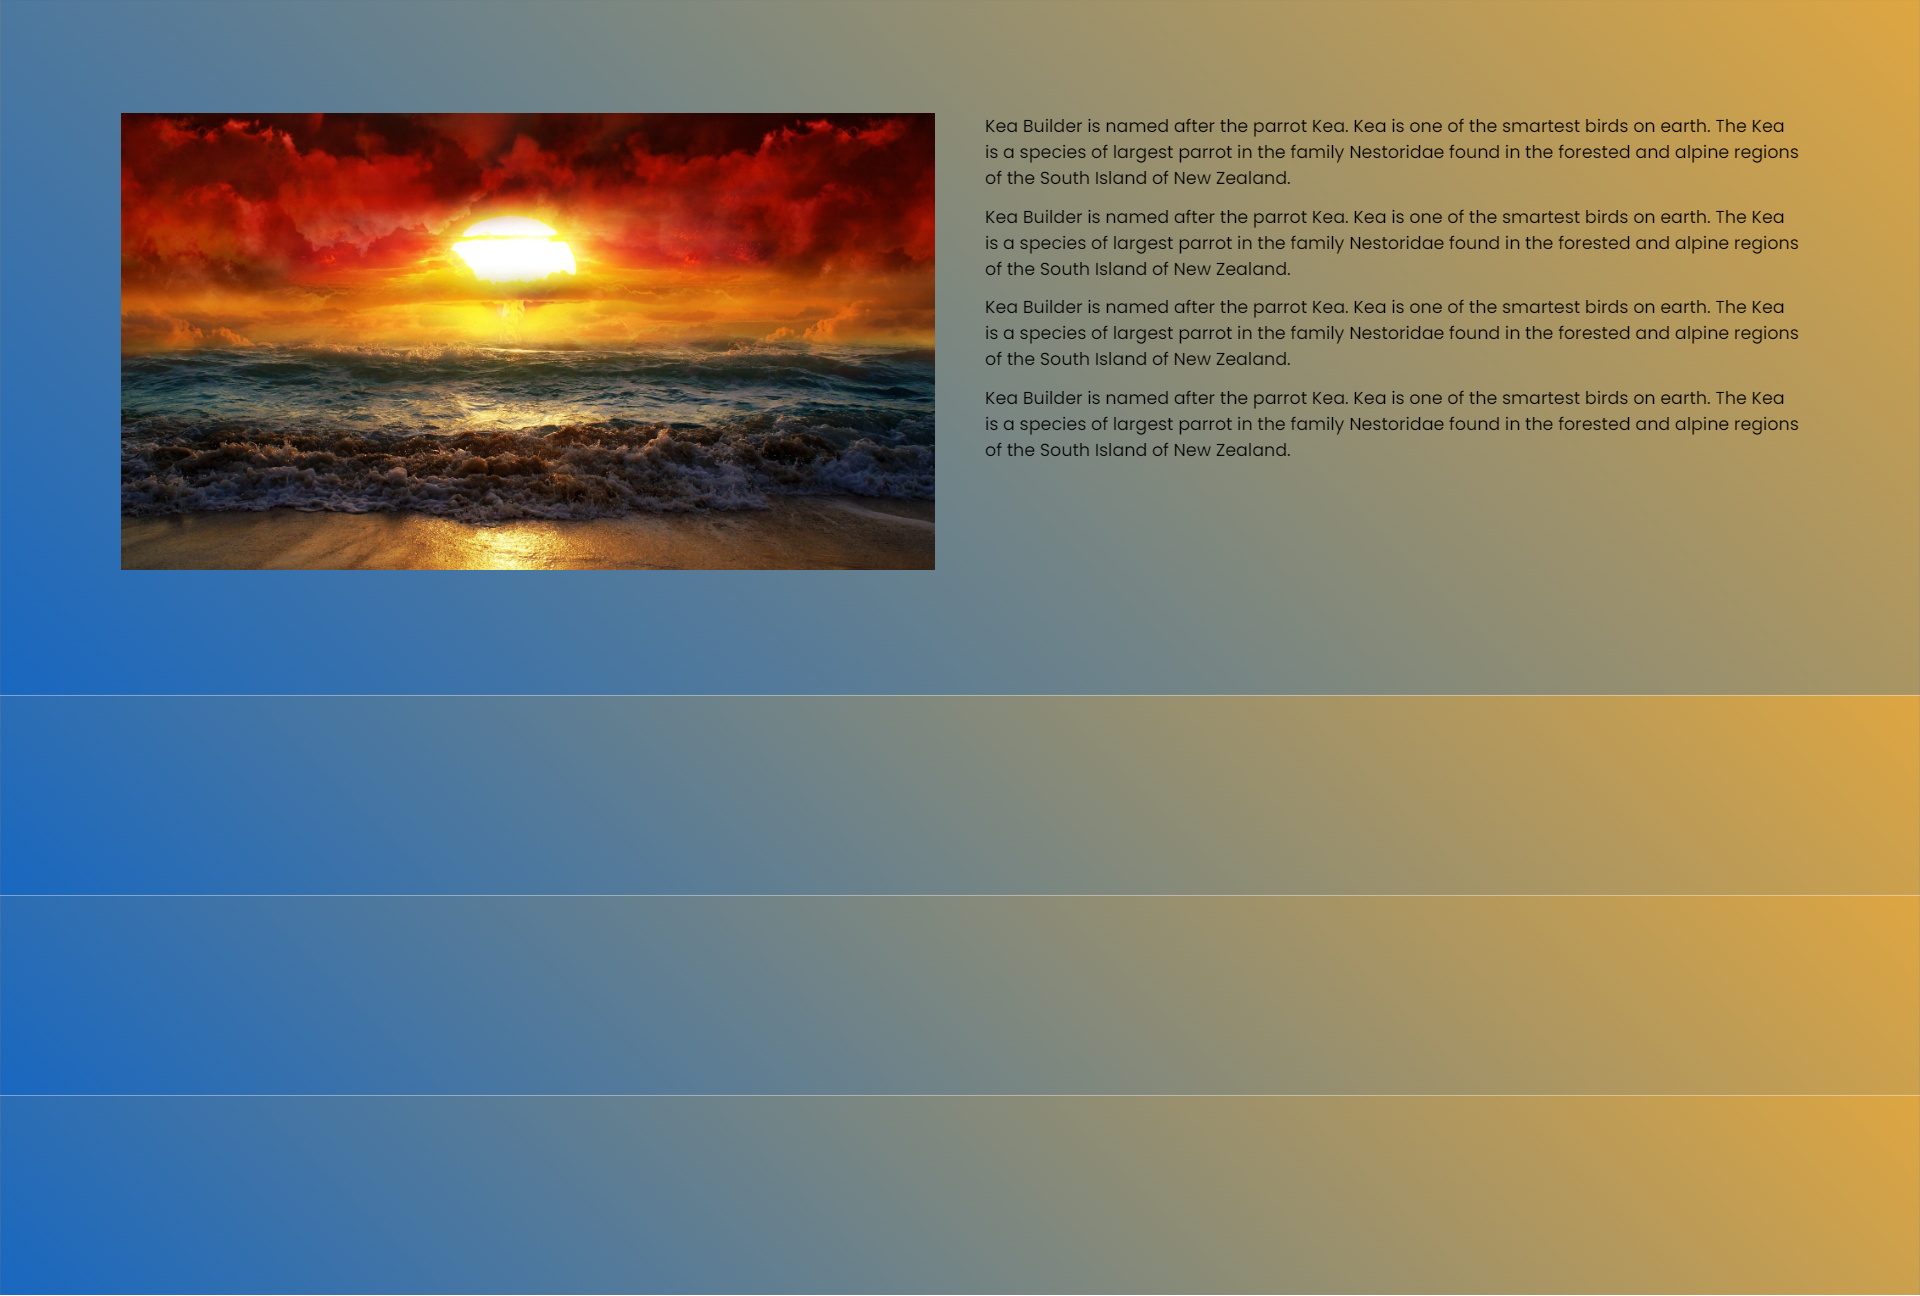 Kea Builder is named after the parrot Kea. Kea is one of the smartest birds on earth. The Kea
is a species of largest parrot in the family Nestoridae found in the forested and alpine regions
of the South Island of New Zealand.
Kea Builder is named after the parrot Kea. Kea is one of the smartest birds on earth. The Kea
is a species of largest parrot in the family Nestoridae found in the forested and alpine regions
of the South Island of New Zealand.
Kea Builder is named after the parrot Kea. Kea is one of the smartest birds on earth. The Kea
is a species of largest parrot in the family Nestoridae found in the forested and alpine regions
of the South Island of New Zealand.
Kea Builder is named after the parrot Kea. Kea is one of the smartest birds on earth. The Kea
is a species of largest parrot in the family Nestoridae found in the forested and alpine regions
of the South Island of New Zealand.